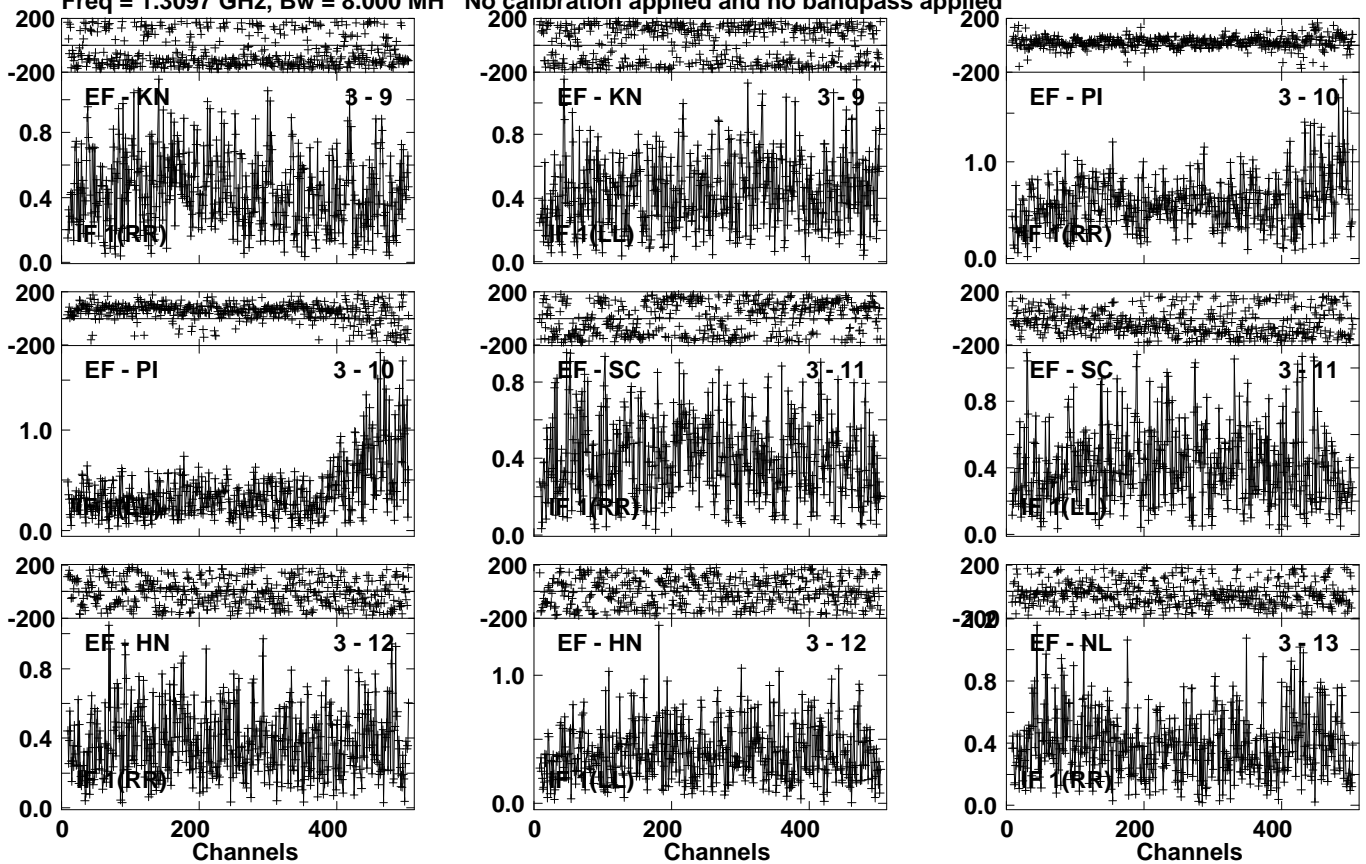 Freq = 1.3097 GHz, Bw = 8.000 MH No calibration applied and no bandpass applied
200 200 200
-200 -200 -200
EF - KN 3 - 9 EF - KN 3 - 9 EF - PI 3 - 10
0.8 0.8 1.0
0.4 0.4
IF 1(RR) IF 1(LL) IF 1(RR)
0.0 0.0 0.0
200 200 200
-200 -200 -200
EF - PI 3 - 10 EF - SC 3 - 11 EF - SC 3 - 11
1.0 0.8 0.8
0.4 0.4
IF 1(LL) IF 1(RR) IF 1(LL)
0.0 0.0 0.0
200 200 200
-200 -200 -200
1.2
EF - HN 3 - 12 EF - HN 3 - 12 EF - NL 3 - 13
0.8 1.0 0.8
0.4 0.4
IF 1(RR) IF 1(LL) IF 1(RR)
0.0 0.0 0.0
0 200 400 0 200 400 0 200 400
Channels Channels Channels